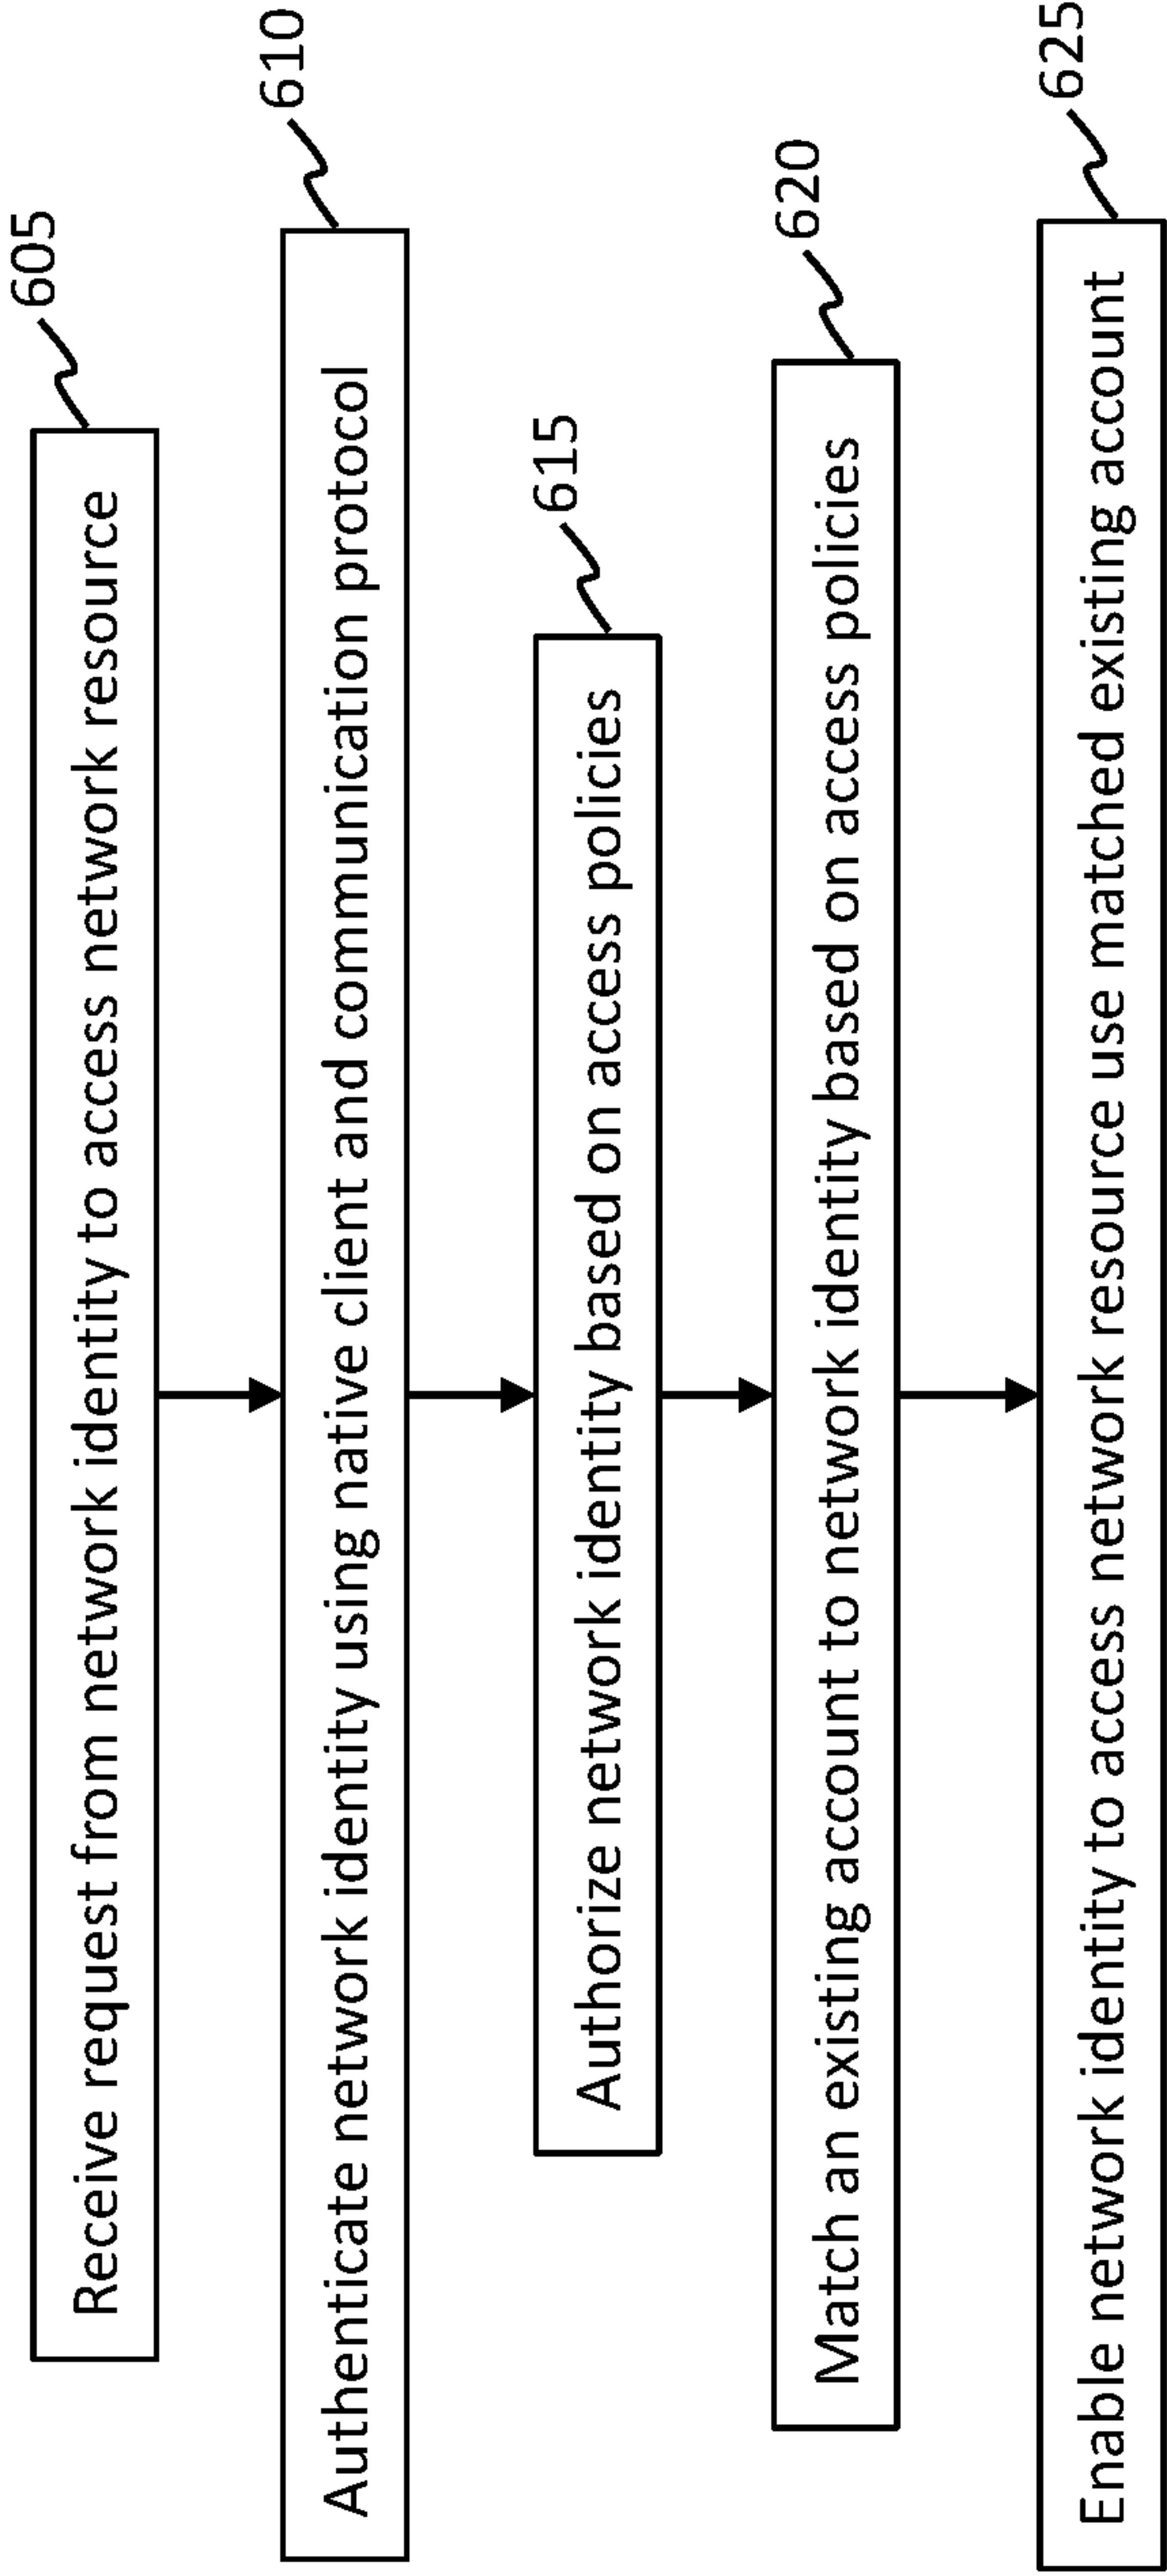 605
Receive request from network identity to access network resource
610
Authenticate network identity using native client and communication protocol
615
Authorize network identity based on access policies
620
Match an existing account to network identity based on access policies
625
Enable network identity to access network resource use matched existing account